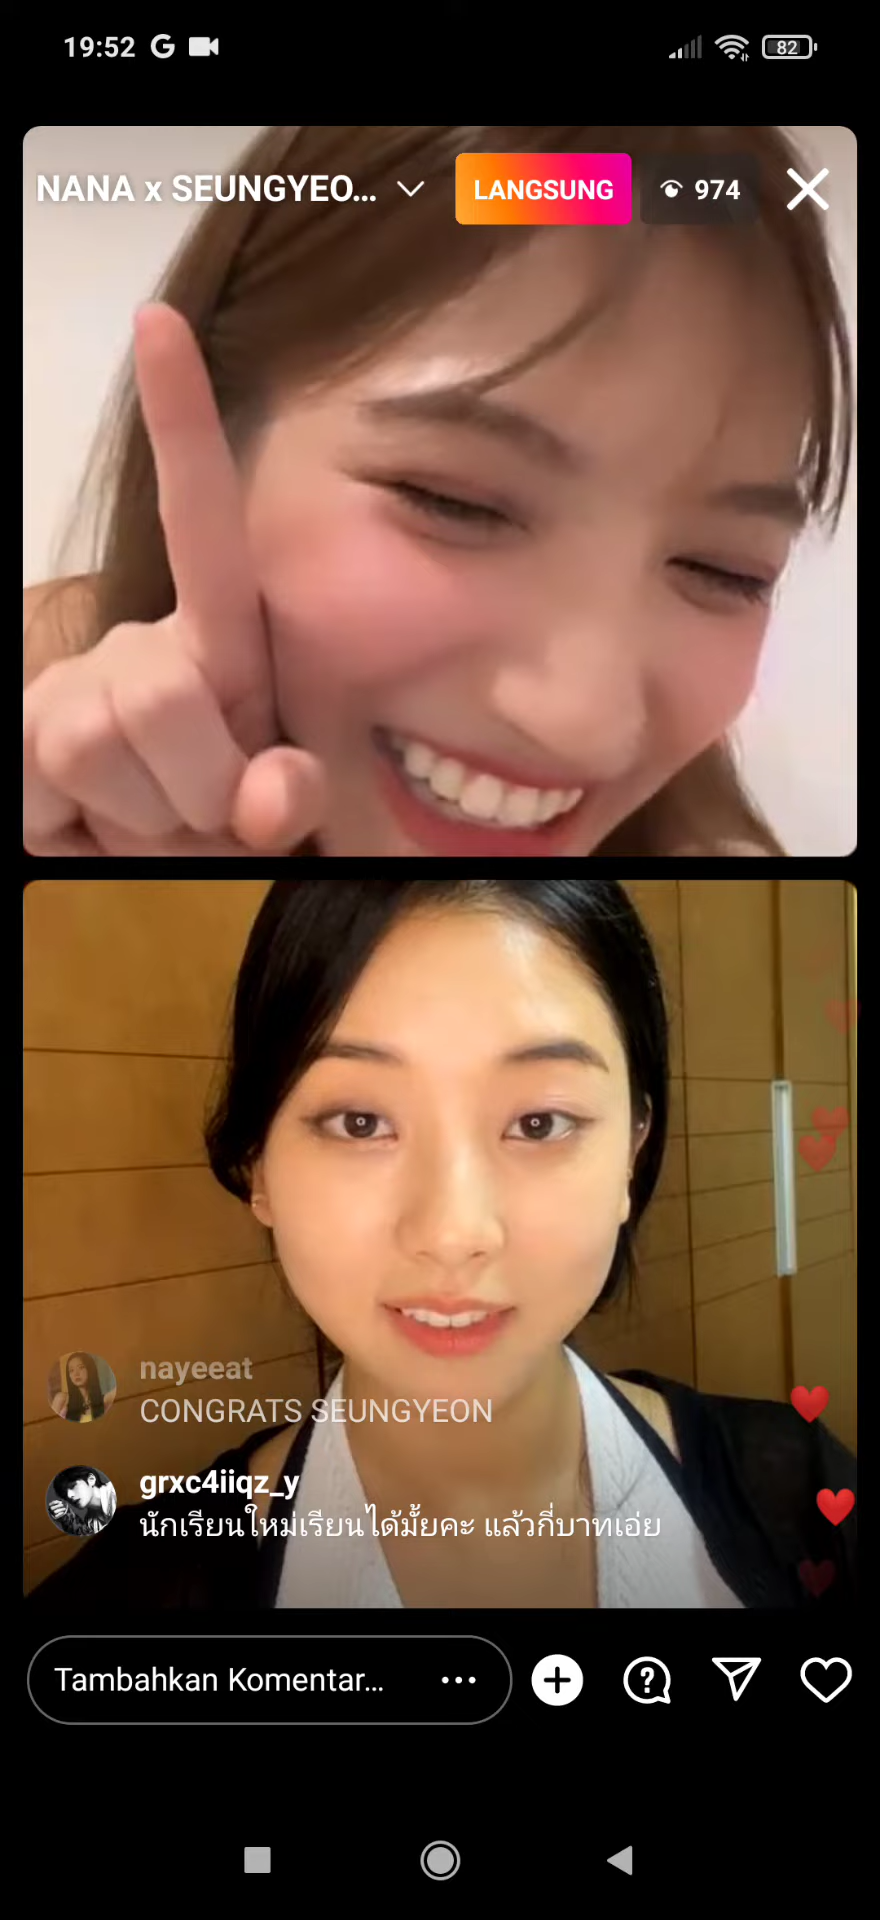 19:52
82
NANA x SEUNGYEO...
LANGSUNG
974
nayeeat
CONGRATS SEUNGYEON
grxc4iiqz_y
นักเรียนใหม่เรียนได้มั้ยคะ แล้วกี่บาทเอ่ย
Tambahkan Komentar...